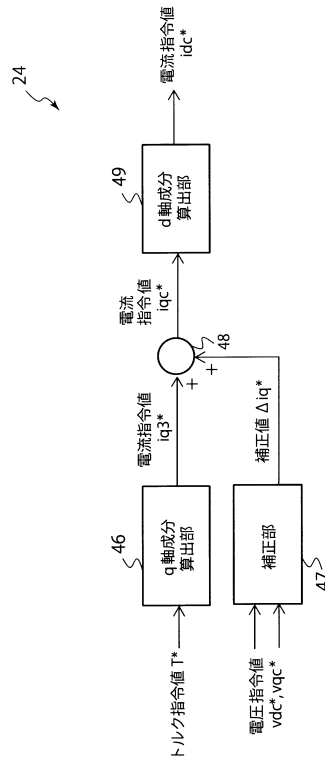 24
トルク指令値 T*
46
q軸成分
算出部
電流指令値
iq3*
電圧指令値
vdc*,vqc*
47
補正部
補正値 Δiq*
+
+
48
電流
指令値
iqc*
49
d軸成分
算出部
電流指令値
idc*